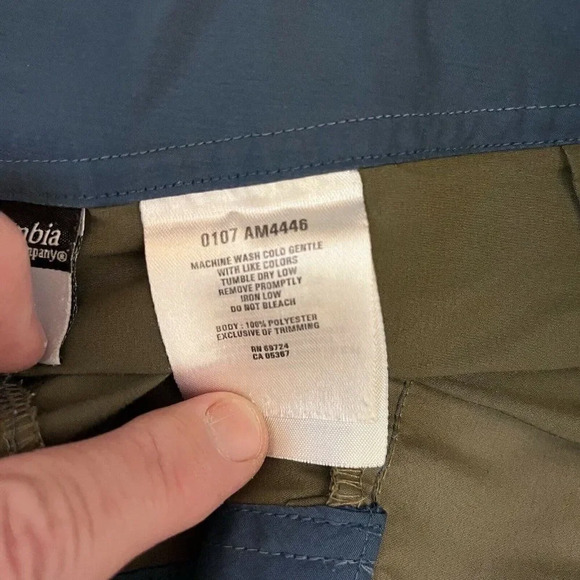 mpany®
0107 AM4446
MACHINE WASH COLD GENTLE
WITH LIKE COLORS
TUMBLE DRY LOW
REMOVE PROMPTLY
IRON LOW
DO NOT BLEACH
BODY : 100% POLYESTER
EXCLUSIVE OF TRIMMING
RN 69724
CA 05367